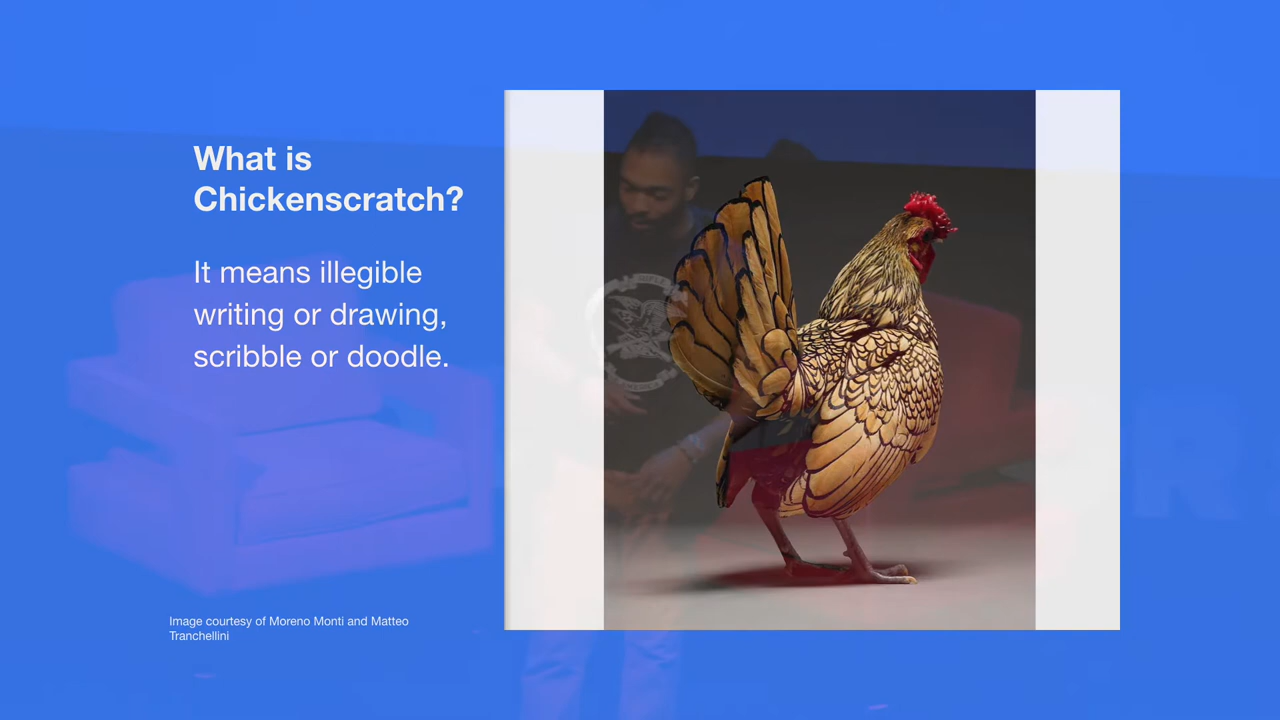 What is
Chickenscratch?
It means illegible
writing or drawing,
scribble or doodle.
Image courtesy of Moreno Monti and Matteo
Tranchellini